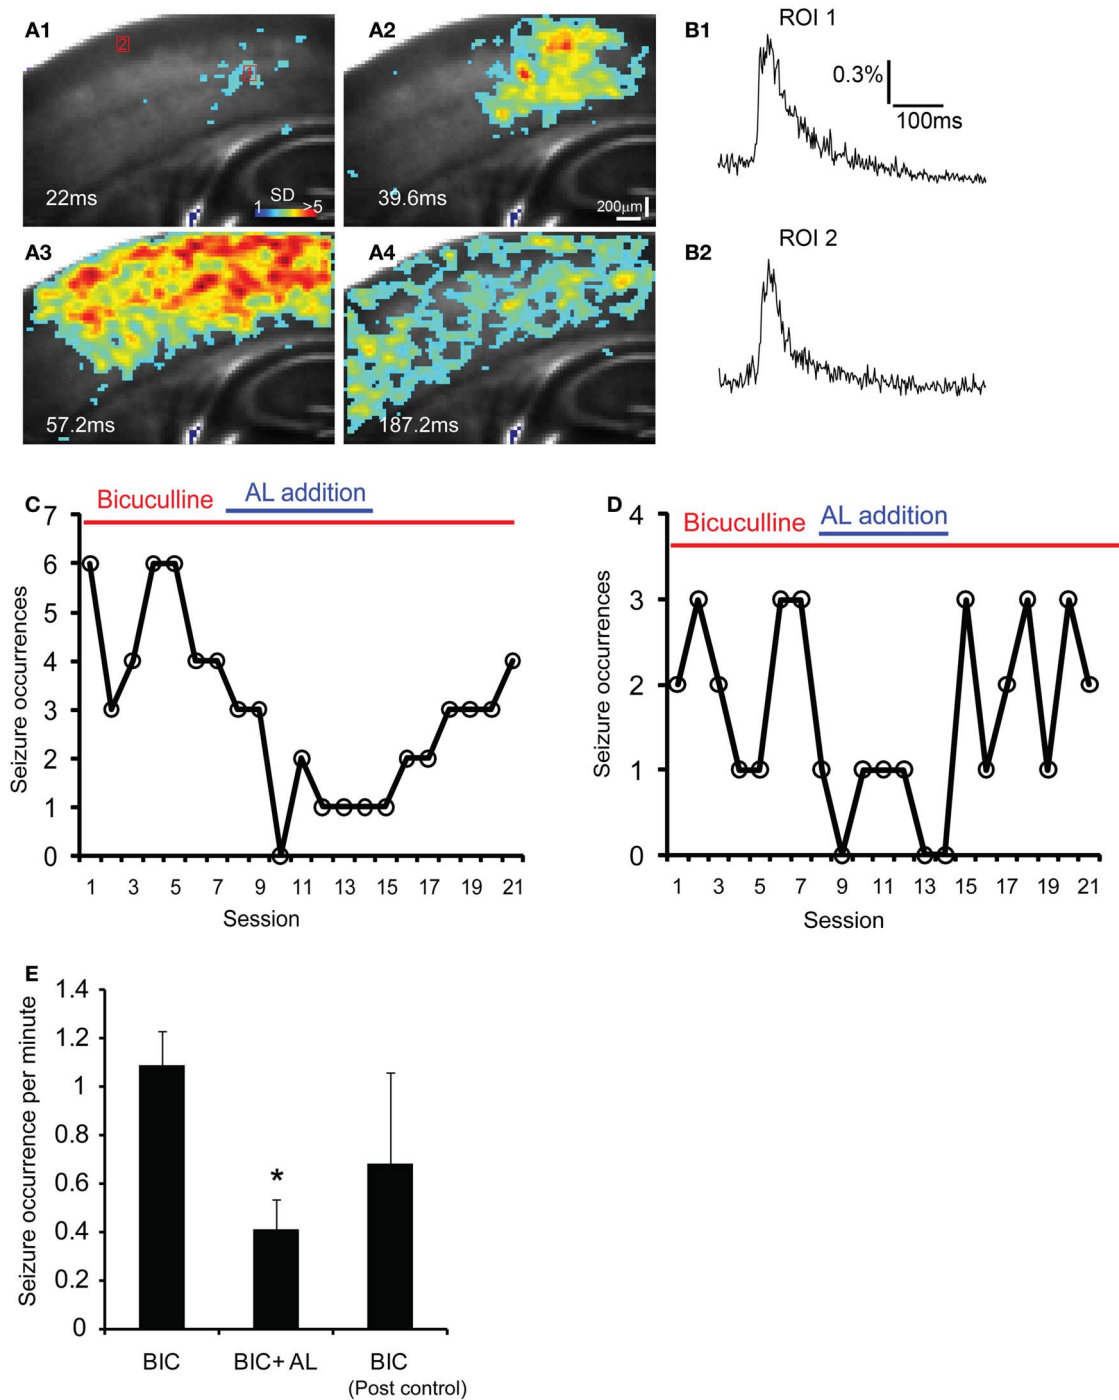 A1
2
1
22ms
SD
1 >5
A2
39.6ms
200µm
B1
ROI 1
0.3%
100ms
A3
57.2ms
A4
187.2ms
B2
ROI 2
C
Bicuculline
AL addition
7
6
5
4
3
2
1
0
Seizure occurrences
1 3 5 7 9 11 13 15 17 19 21
Session
D
Bicuculline
AL addition
4
3
2
1
0
Seizure occurrences
1 3 5 7 9 11 13 15 17 19 21
Session
E
1.4
1.2
1
0.8
0.6
0.4
0.2
0
Seizure occurrence per minute
*
BIC BIC+ AL BIC
(Post control)